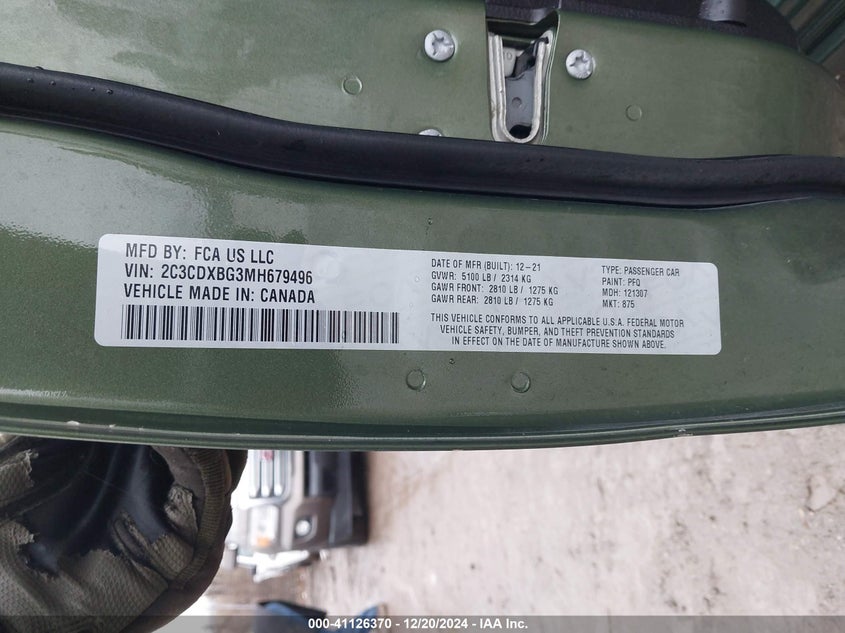 MFD BY: FCA US LLC
VIN: 2C3CDXBG3MH679496
VEHICLE MADE IN: CANADA
DATE OF MFR (BUILT): 12-21
GVWR: 5100 LB / 2314 KG
GAWR FRONT: 2810 LB / 1275 KG
GAWR REAR: 2810 LB / 1275 KG
TYPE: PASSENGER CAR
PAINT: PFQ
MDH: 121307
MKT: 875
THIS VEHICLE CONFORMS TO ALL APPLICABLE U.S.A. FEDERAL MOTOR
VEHICLE SAFETY, BUMPER, AND THEFT PREVENTION STANDARDS
IN EFFECT ON THE DATE OF MANUFACTURE SHOWN ABOVE.
000-41126370 - 12/20/2024 - IAA Inc.